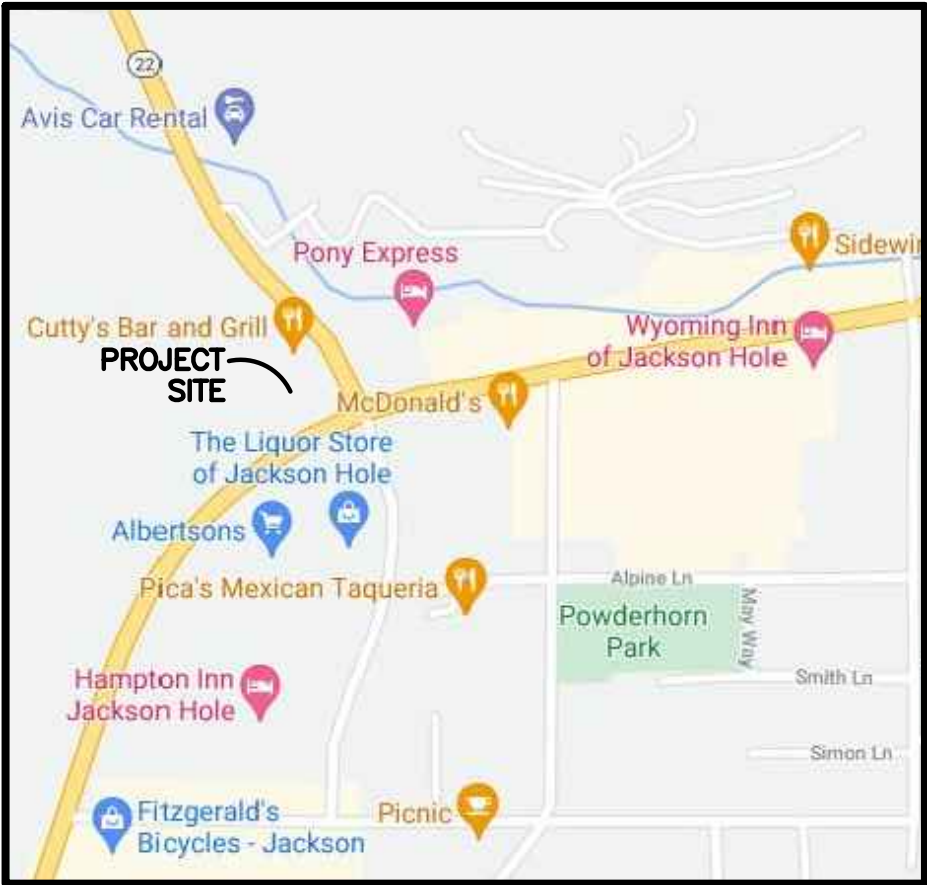 22
Avis Car Rental
Pony Express
Sidewi
Cutty's Bar and Grill
Wyoming Inn
of Jackson Hole
PROJECT
SITE
McDonald's
The Liquor Store
of Jackson Hole
Albertsons
Pica's Mexican Taqueria
Alpine Ln
Powderhorn
Park
May Way
Hampton Inn
Jackson Hole
Smith Ln
Simon Ln
Fitzgerald's
Bicycles - Jackson
Picnic